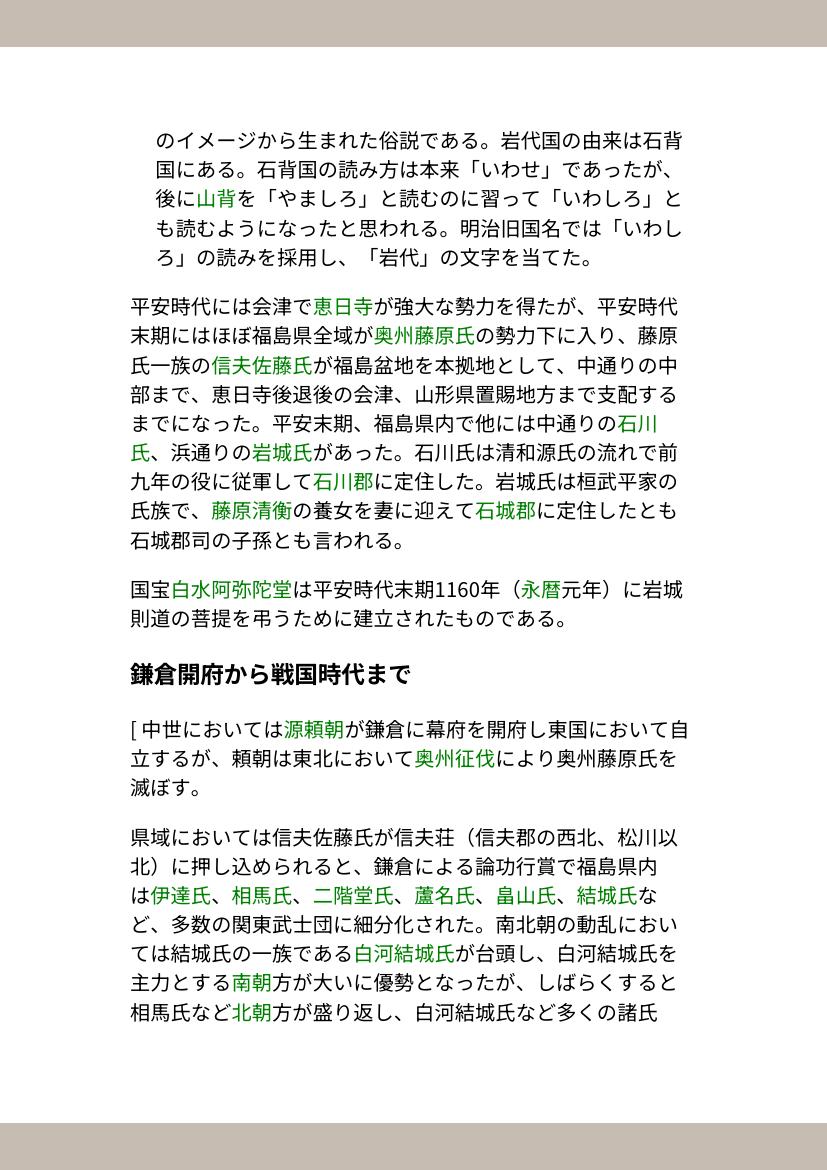 のイメージから生まれた俗説である。岩代国の由来は石背
国にある。石背国の読み方は本来「いわせ」であったが、
後に山背を「やましろ」と読むのに習って「いわしろ」と
も読むようになったと思われる。明治旧国名では「いわし
ろ」の読みを採用し、「岩代」の文字を当てた。
平安時代には会津で恵日寺が強大な勢力を得たが、平安時代
末期にはほぼ福島県全域が奥州藤原氏の勢力下に入り、藤原
氏一族の信夫佐藤氏が福島盆地を本拠地として、中通りの中
部まで、恵日寺後退後の会津、山形県置賜地方まで支配する
までになった。平安末期、福島県内で他には中通りの石川
氏、浜通りの岩城氏があった。石川氏は清和源氏の流れで前
九年の役に従軍して石川郡に定住した。岩城氏は桓武平家の
氏族で、藤原清衡の養女を妻に迎えて石城郡に定住したとも
石城郡司の子孫とも言われる。
国宝白水阿弥陀堂は平安時代末期1160年（永暦元年）に岩城
則道の菩提を弔うために建立されたものである。
鎌倉開府から戦国時代まで
[ 中世においては源頼朝が鎌倉に幕府を開府し東国において自
立するが、頼朝は東北において奥州征伐により奥州藤原氏を
滅ぼす。
県域においては信夫佐藤氏が信夫荘（信夫郡の西北、松川以
北）に押し込められると、鎌倉による論功行賞で福島県内
は伊達氏、相馬氏、二階堂氏、蘆名氏、畠山氏、結城氏な
ど、多数の関東武士団に細分化された。南北朝の動乱におい
ては結城氏の一族である白河結城氏が台頭し、白河結城氏を
主力とする南朝方が大いに優勢となったが、しばらくすると
相馬氏など北朝方が盛り返し、白河結城氏など多くの諸氏